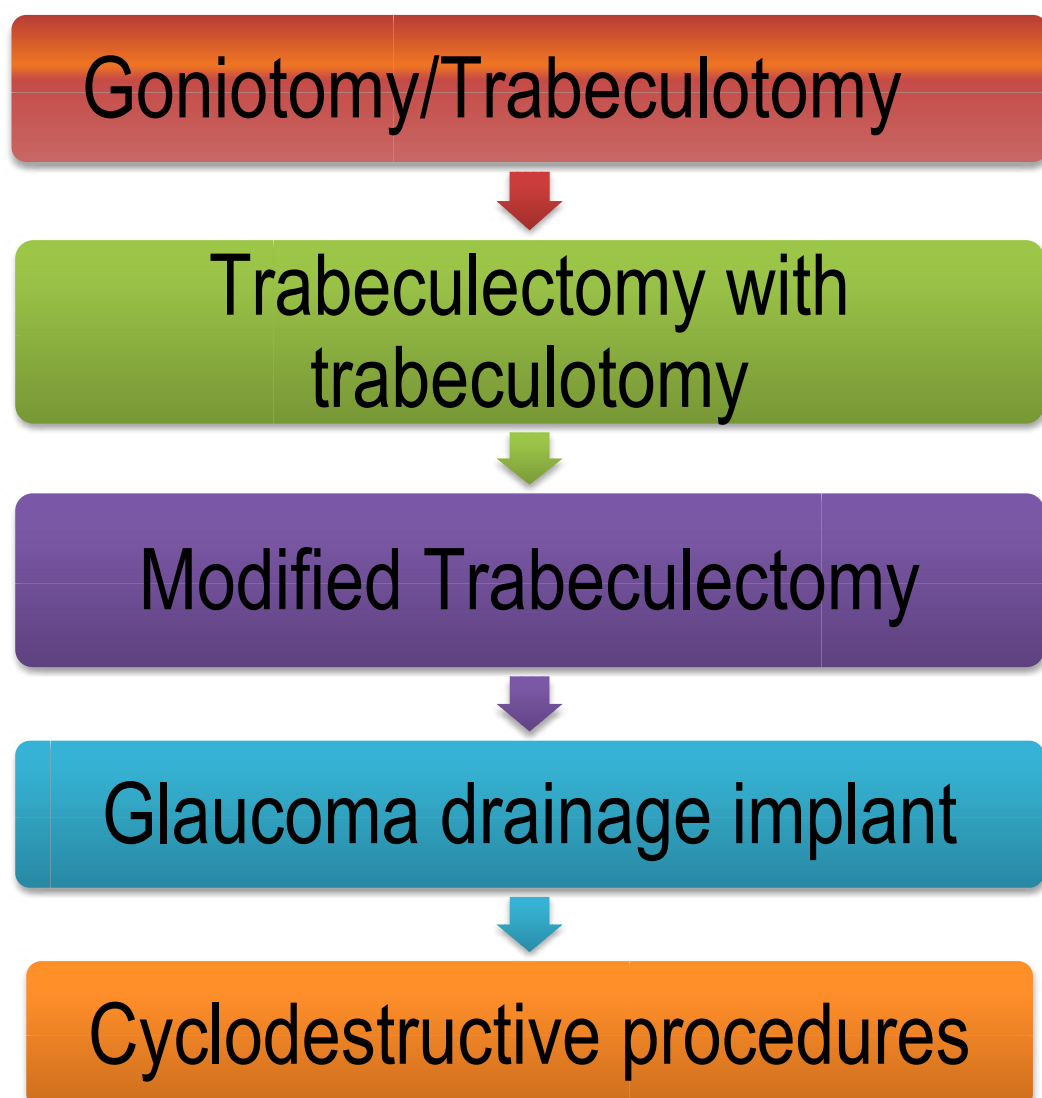 Goniotomy/Trabeculotomy
Trabeculectomy with
trabeculotomy
Modified Trabeculectomy
Glaucoma drainage implant
Cyclodestructive procedures